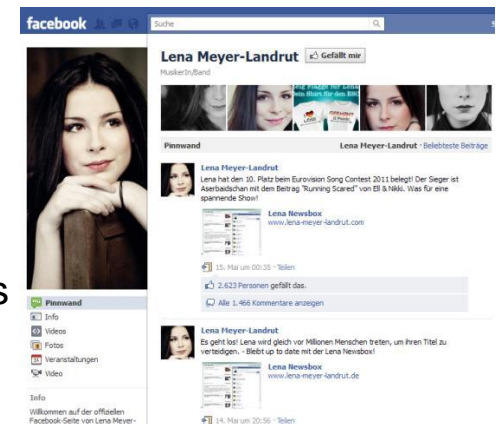 facebook
Suche
Lena Meyer-Landrut Gefällt mir
MusikerIn/Band
Pinnwand
Lena Meyer-Landrut · Beliebteste Beiträge
Lena Meyer-Landrut
Lena hat den 10. Platz beim Eurovision Song Contest 2011 belegt! Der Sieger ist
Aserbaidschan mit dem Beitrag "Running Scared" von Ell & Nikki. Was für eine
spannende Show!
Lena Newsbox
www.lena-meyer-landrut.com
15. Mai um 00:35 · Teilen
2.623 Personen gefällt das.
Alle 1.466 Kommentare anzeigen
Lena Meyer-Landrut
Es geht los! Lena wird gleich vor Millionen Menschen treten, um ihren Titel zu
verteidigen. - Bleibt up to date mit der Lena Newsbox!
Lena Newsbox
www.lena-meyer-landrut.de
14. Mai um 20:56 · Teilen
s
Pinnwand
Info
Videos
Fotos
Veranstaltungen
Video
Info
Willkommen auf der offiziellen
Facebook-Seite von Lena Meyer-